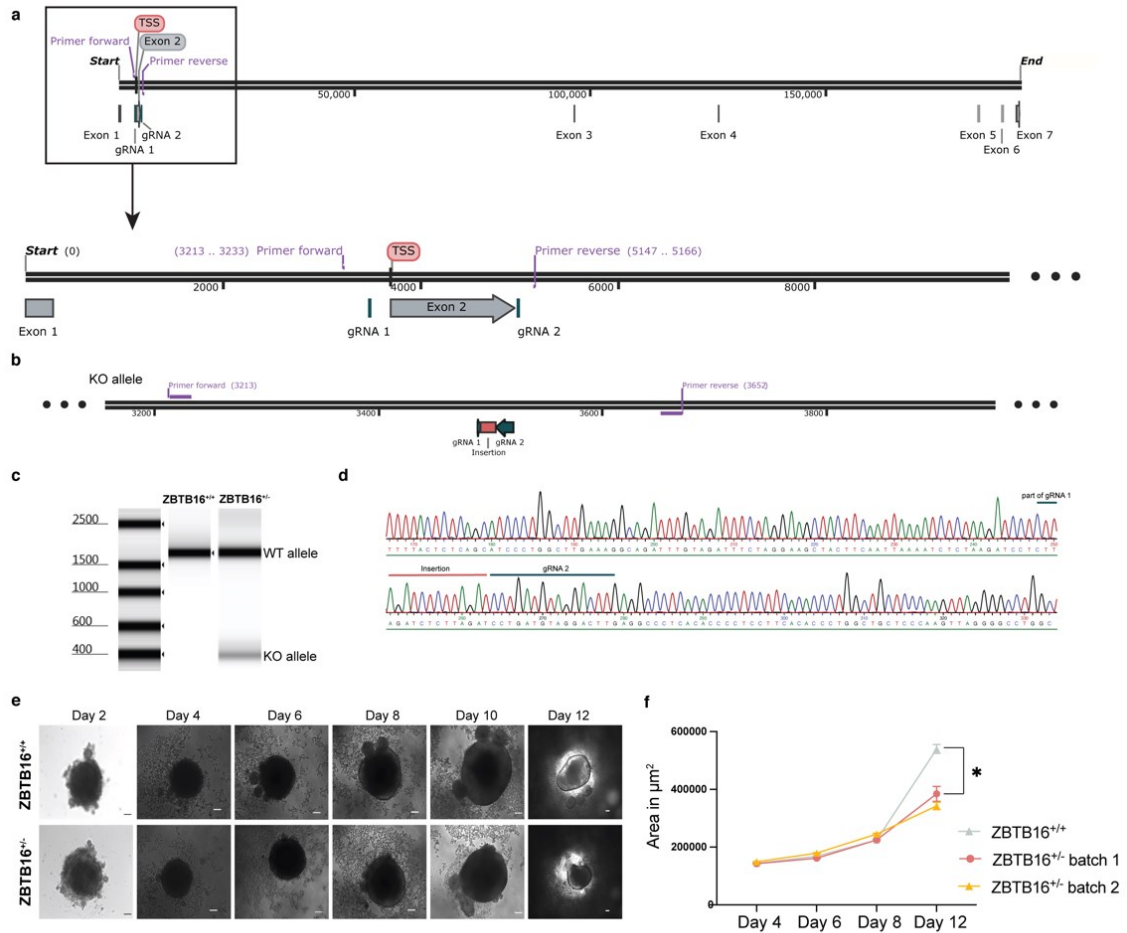 a
TSS
Primer forward
Exon 2
Start
Primer reverse
End
50,000
100,000
150,000
Exon 1
gRNA 2
gRNA 1
Exon 3
Exon 4
Exon 5
Exon 6
Exon 7
Start (0)
(3213 .. 3233) Primer forward
TSS
Primer reverse (5147 .. 5166)
2000
4000
6000
8000
Exon 1
gRNA 1
Exon 2
gRNA 2
b
KO allele
Primer forward (3213)
Primer reverse (3652)
3200
3400
3600
3800
gRNA 1
gRNA 2
Insertion
c
ZBTB16+/+
ZBTB16+/-
2500
1500
1000
600
400
WT allele
KO allele
d
part of gRNA 1
TTTTACTCTCAGCATCCCTGGCTTGAAAGGCAGATTTGTAGATTTCTAGGAAGCTACTTCAATTAAAATCTCTAAGATCCTCTT
Insertion
gRNA 2
AGATCTCTTAGATCCTGATGTAGGACTTGAGGCCCTCACACCCCTCCTTCACACCCTGGCTGCTCCCAAGTTAGGGGCCTGGC
e
Day 2
Day 4
Day 6
Day 8
Day 10
Day 12
ZBTB16+/+
ZBTB16+/-
f
600000
400000
200000
0
Area in µm²
*
ZBTB16+/+
ZBTB16+/- batch 1
ZBTB16+/- batch 2
Day 4
Day 6
Day 8
Day 12